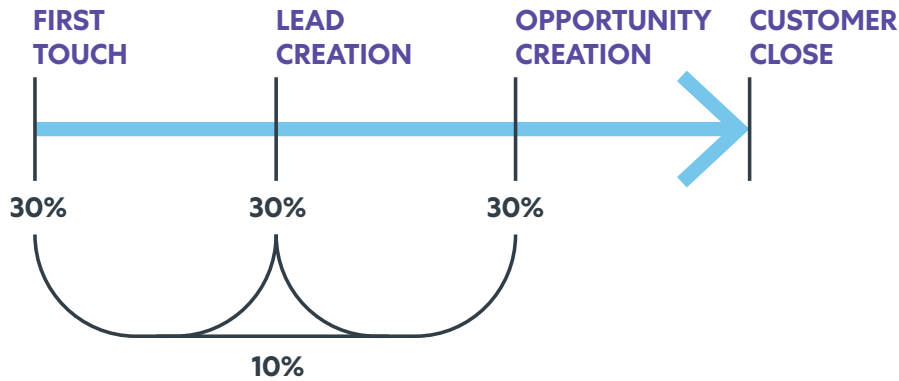 FIRST
TOUCH
LEAD
CREATION
OPPORTUNITY
CREATION
CUSTOMER
CLOSE
30%
30%
30%
10%